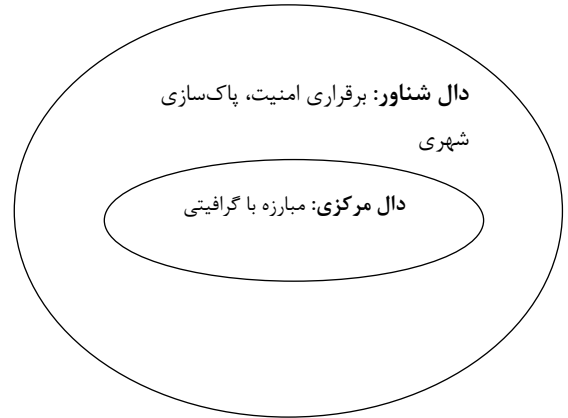 دال شناور: برقراری امنیت، پاک‌سازی
شهری
دال مرکزی: مبارزه با گرافیتی